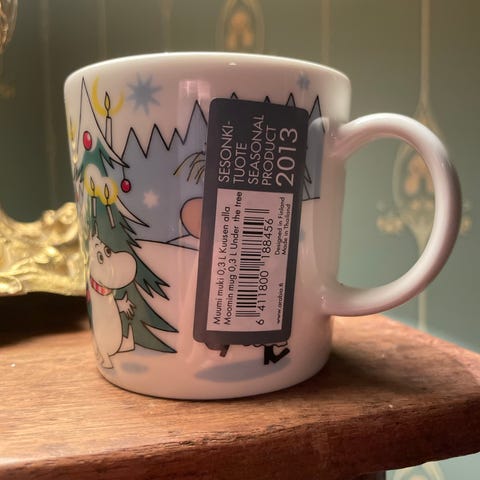 SESONKI-
TUOTE
SEASONAL
PRODUCT
2013
Muumi muki 0,3 L Kuusen alla
Moomin mug 0,3 L Under the tree
6 411800 188456
Designed in Finland
Made in Thailand
www.arabia.fi